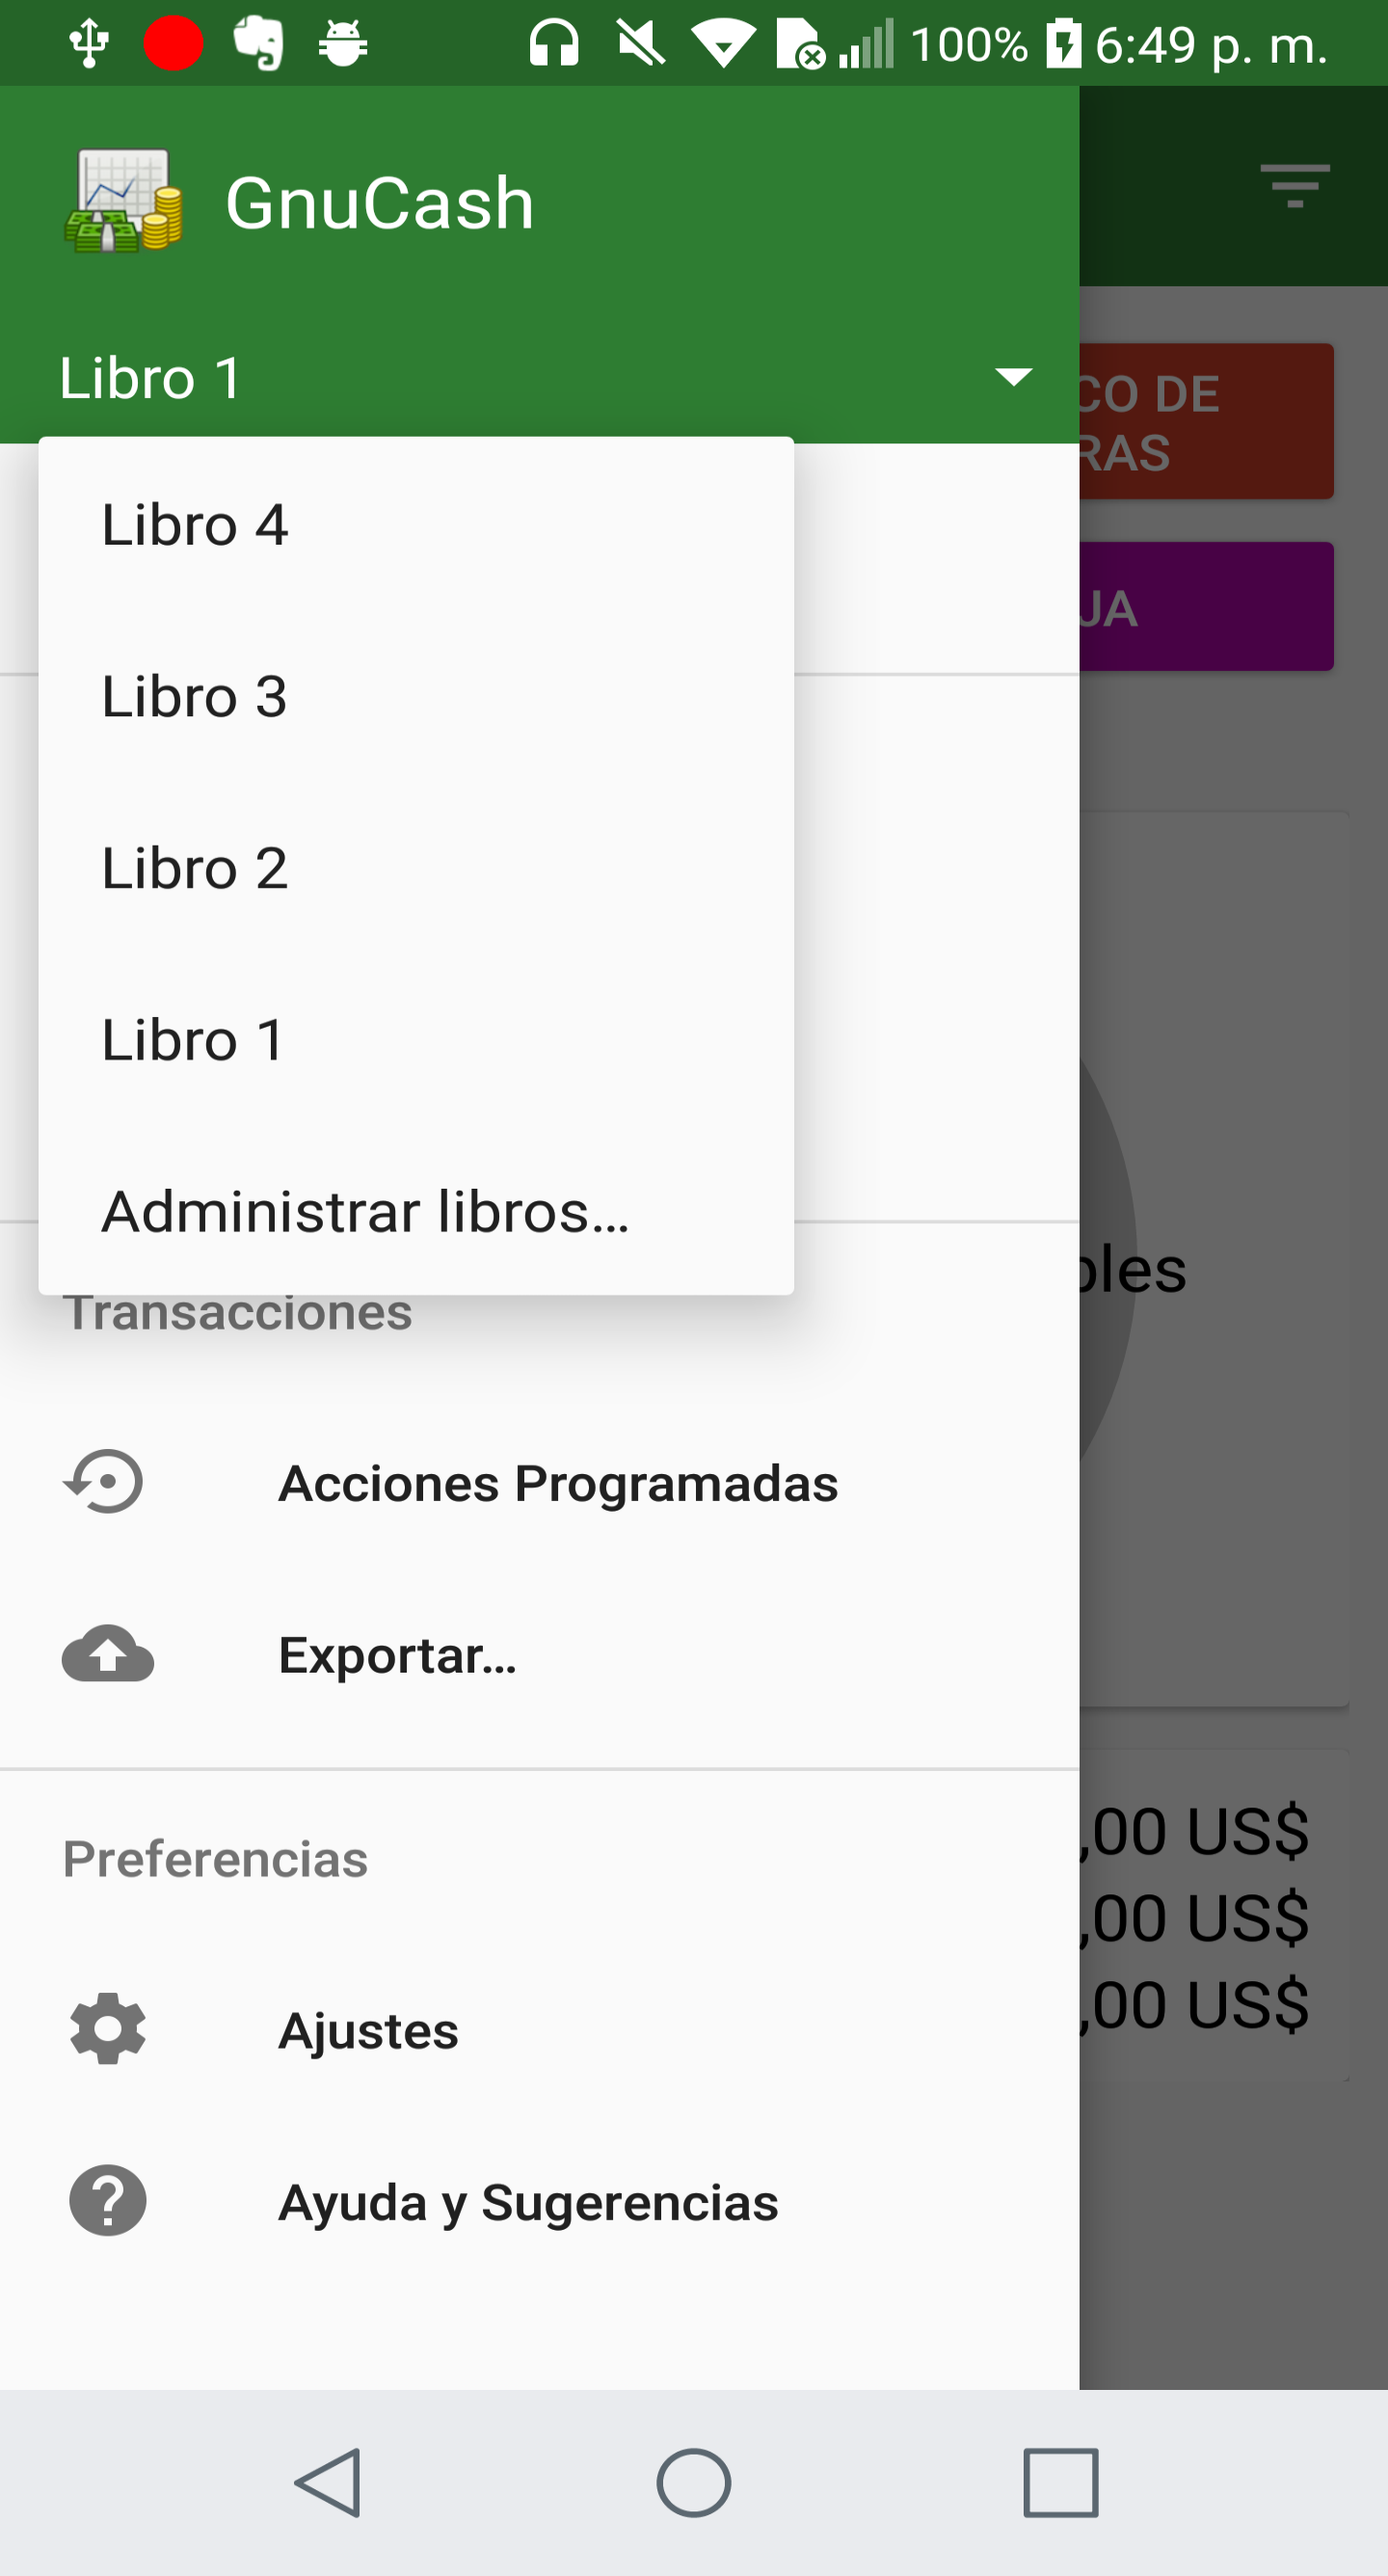 100% 6:49 p. m.
GnuCash
Libro 1
CO DE
RAS
Libro 4
JA
Libro 3
Libro 2
Libro 1
Administrar libros...
bles
Transacciones
Acciones Programadas
Exportar...
,00 US$
Preferencias
,00 US$
,00 US$
Ajustes
Ayuda y Sugerencias